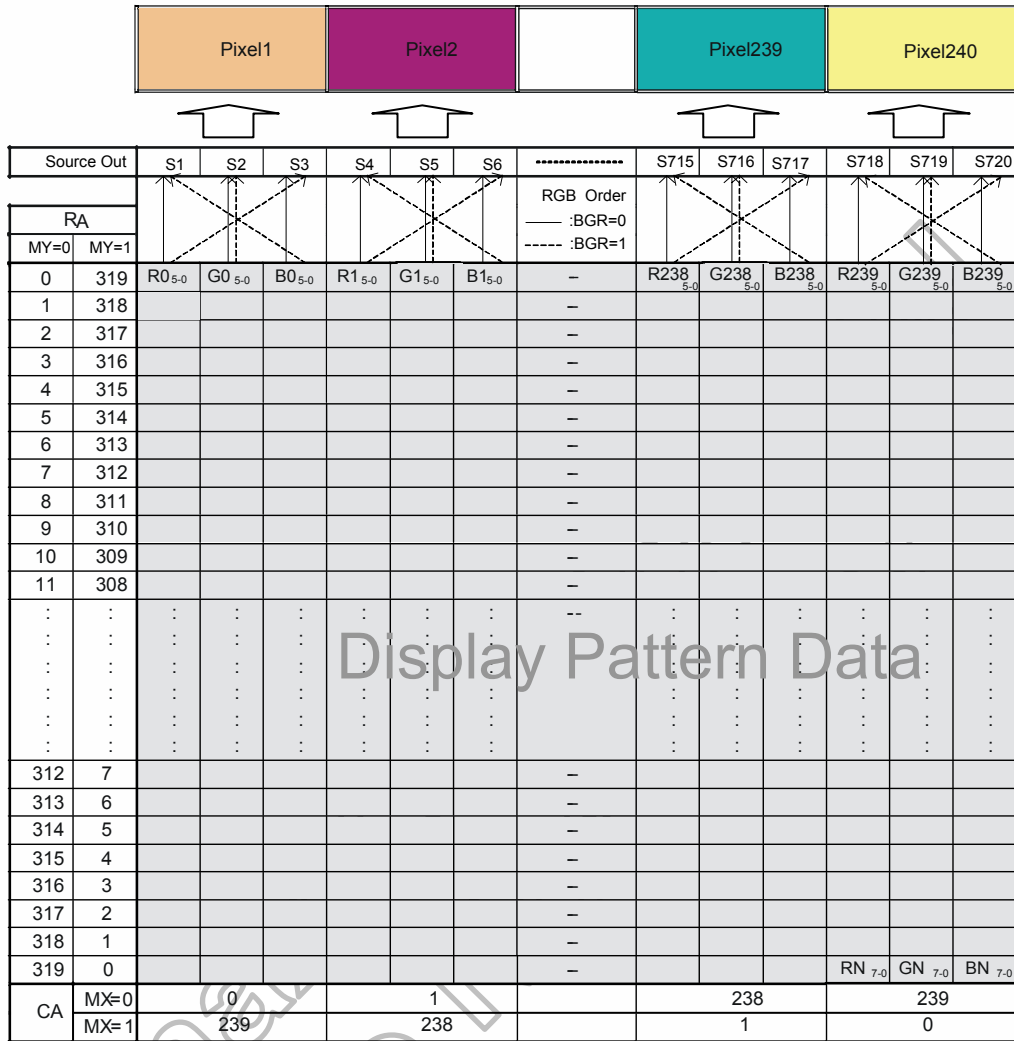 Pixel1 Pixel2 Pixel239 Pixel240
Source Out S1 S2 S3 S4 S5 S6 S715 S716 S717 S718 S719 S720
RGB Order
:BGR=0
:BGR=1
RA
MY=0 MY=1
0 319 R0 5-0 G0 5-0 B0 5-0 R1 5-0 G1 5-0 B1 5-0 – R238 5-0 G238 5-0 B238 5-0 R239 5-0 G239 5-0 B239 5-0
1 318 –
2 317 –
3 316 –
4 315 –
5 314 –
6 313 –
7 312 –
8 311 –
9 310 –
10 309 –
11 308 –
: : : : : : : : -- : : : : : :
: : : : : : : : : : : : : :
Display Pattern Data
: : : : : : : : : : : : : :
: : : : : : : : : : : : : :
: : : : : : : : : : : : : :
: : : : : : : : : : : : : :
312 7 –
313 6 –
314 5 –
315 4 –
316 3 –
317 2 –
318 1 –
319 0 – RN 7-0 GN 7-0 BN 7-0
CA MX=0 0 1 238 239
MX=1 239 238 1 0